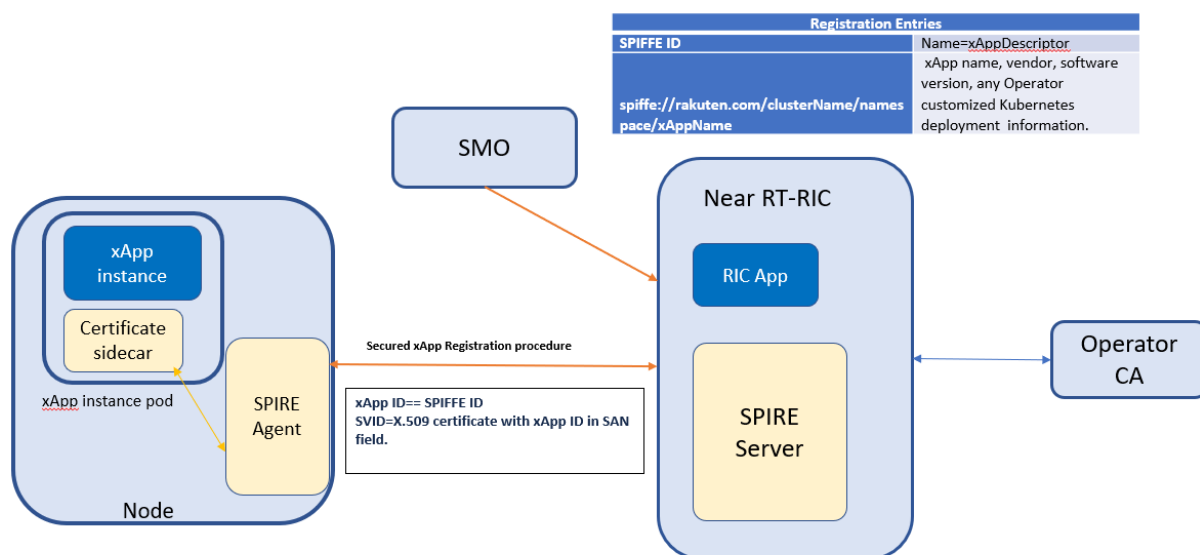 Registration Entries
SPIFFE ID
Name=xAppDescriptor
spiffe://rakuten.com/clusterName/names
pace/xAppName
xApp name, vendor, software
version, any Operator
customized Kubernetes
deployment information.
SMO
Near RT-RIC
xApp
instance
RIC App
Certificate
sidecar
Secured xApp Registration procedure
Operator
CA
xApp instance pod
SPIRE
Agent
xApp ID== SPIFFE ID
SVID=X.509 certificate with xApp ID in SAN
field.
SPIRE
Server
Node